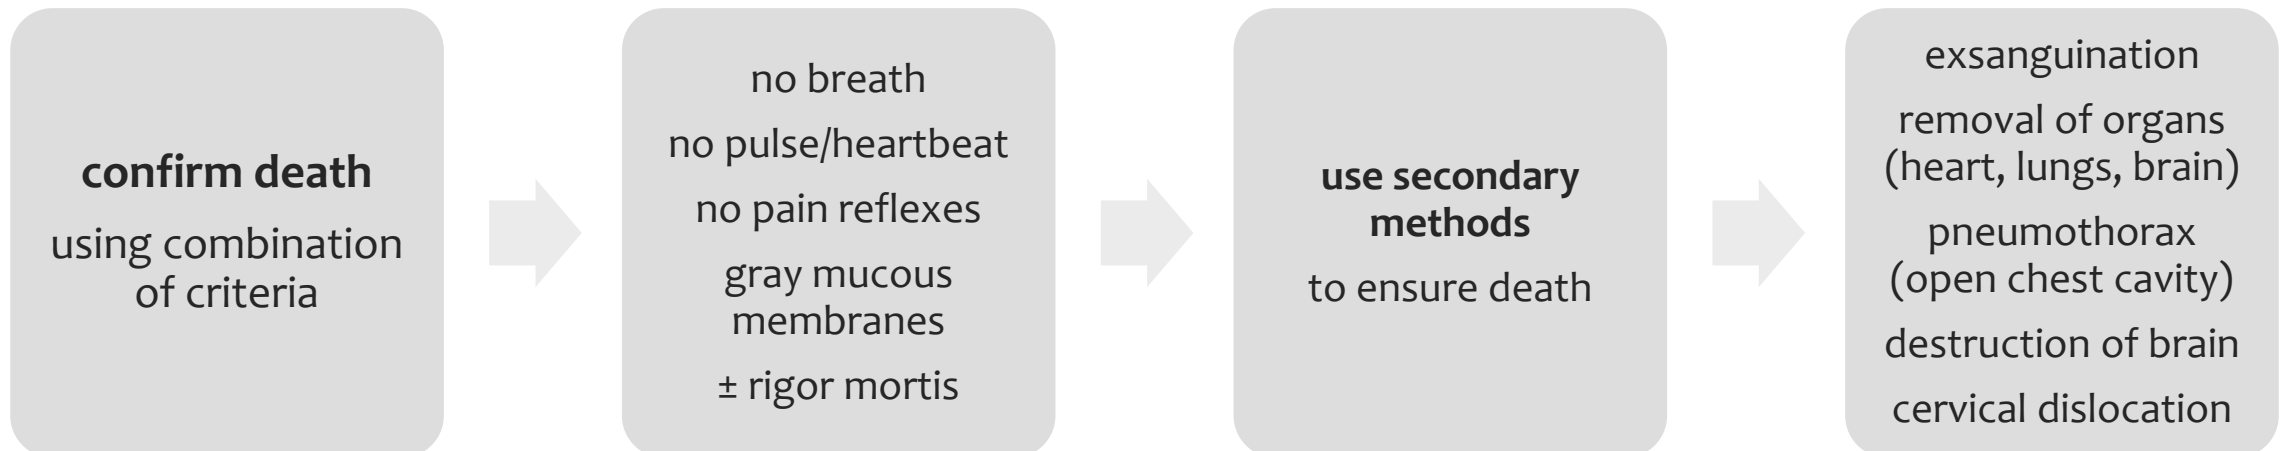 confirm death
using combination
of criteria
no breath
no pulse/heartbeat
no pain reflexes
gray mucous
membranes
± rigor mortis
use secondary
methods
to ensure death
exsanguination
removal of organs
(heart, lungs, brain)
pneumothorax
(open chest cavity)
destruction of brain
cervical dislocation